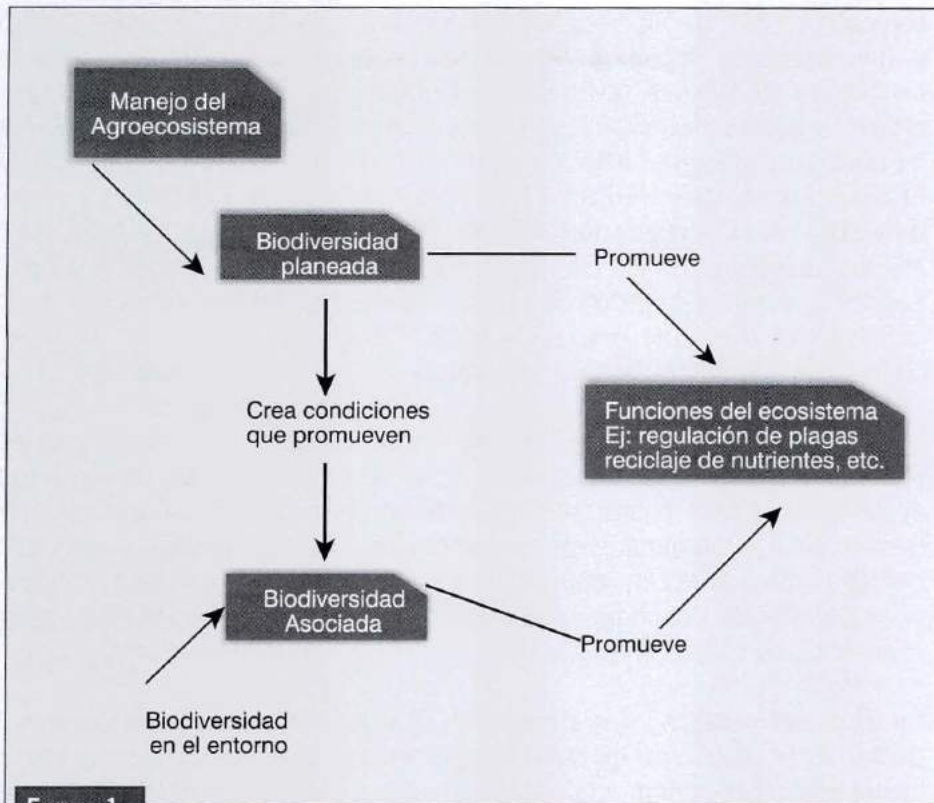 Manejo del
Agroecosistema
Biodiversidad
planeada
Promueve
Crea condiciones
que promueven
Funciones del ecosistema
Ej: regulación de plagas
reciclaje de nutrientes, etc.
Biodiversidad
Asociada
Promueve
Biodiversidad
en el entorno